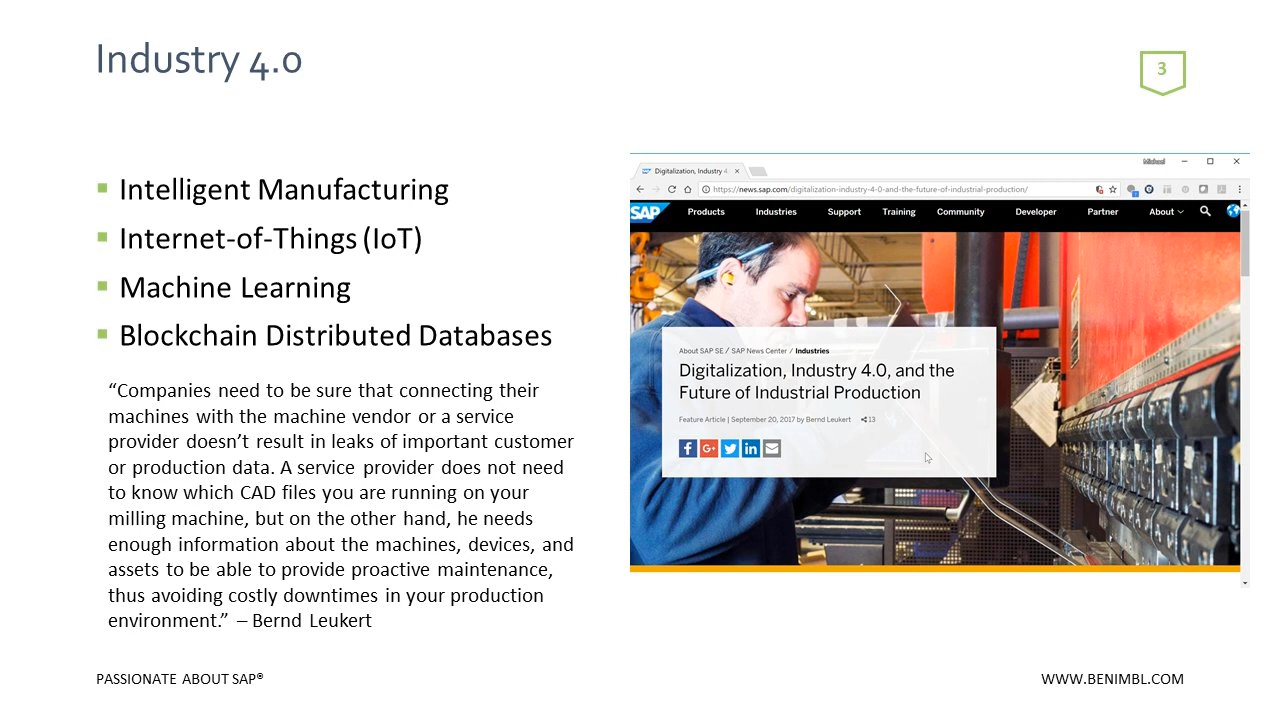 Industry 4.0
3
Intelligent Manufacturing
Internet-of-Things (IoT)
Machine Learning
Blockchain Distributed Databases
“Companies need to be sure that connecting their
machines with the machine vendor or a service
provider doesn’t result in leaks of important customer
or production data. A service provider does not need
to know which CAD files you are running on your
milling machine, but on the other hand, he needs
enough information about the machines, devices, and
assets to be able to provide proactive maintenance,
thus avoiding costly downtimes in your production
environment.” – Bernd Leukert
Michael
Digitalization, Industry 4
https://news.sap.com/digitalization-industry-4-0-and-the-future-of-industrial-production/
SAP Products Industries Support Training Community Developer Partner About
About SAP SE / SAP News Center / Industries
Digitalization, Industry 4.0, and the
Future of Industrial Production
Feature Article | September 20, 2017 by Bernd Leukert 13
PASSIONATE ABOUT SAP®
WWW.BENIMBL.COM